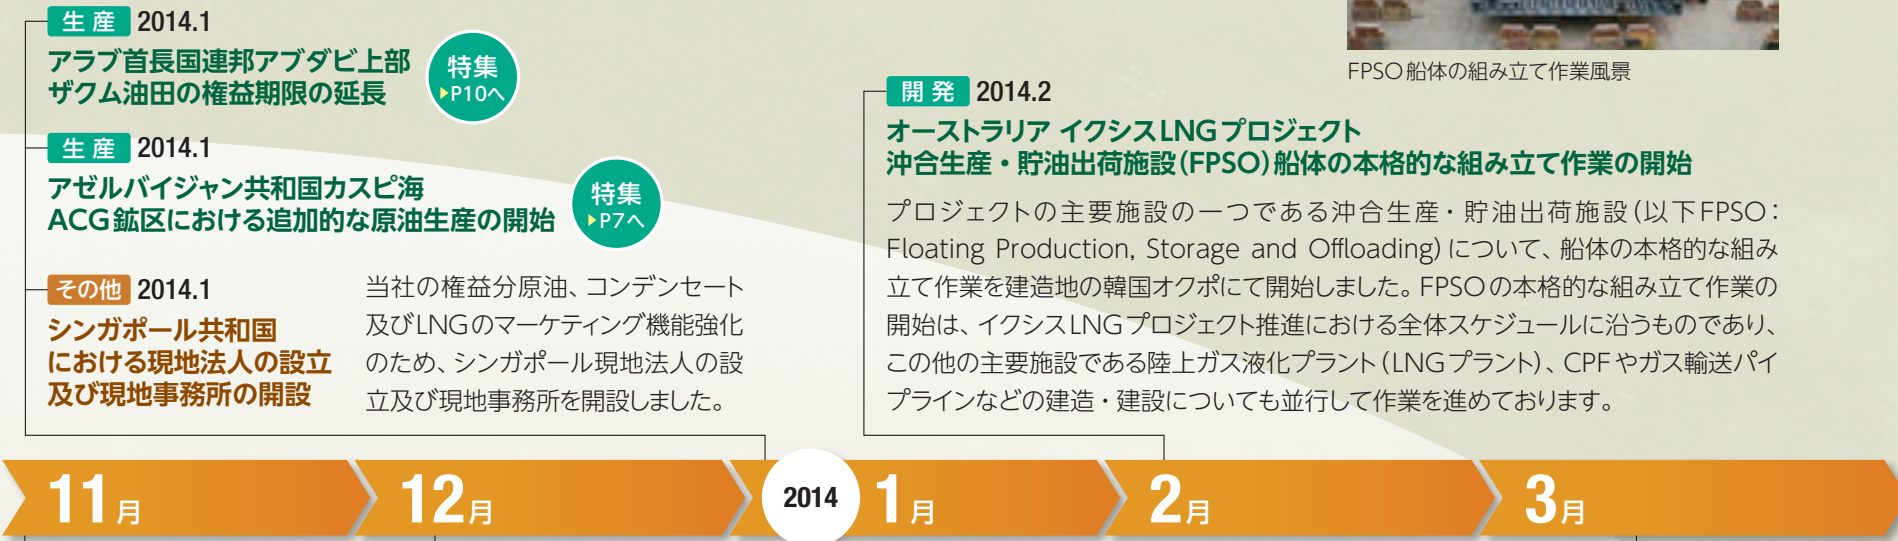 生産 2014.1
アラブ首長国連邦アブダビ上部
ザクム油田の権益期限の延長
特集
P10へ
生産 2014.1
アゼルバイジャン共和国カスピ海
ACG鉱区における追加的な原油生産の開始
特集
P7へ
その他 2014.1
シンガポール共和国
における現地法人の設立
及び現地事務所の開設
当社の権益分原油、コンデンセート
及びLNGのマーケティング機能強化
のため、シンガポール現地法人の設
立及び現地事務所を開設しました。
FPSO船体の組み立て作業風景
開発 2014.2
オーストラリア イクシスLNGプロジェクト
沖合生産・貯油出荷施設(FPSO)船体の本格的な組み立て作業の開始
プロジェクトの主要施設の一つである沖合生産・貯油出荷施設(以下FPSO:
Floating Production, Storage and Offloading)について、船体の本格的な組み
立て作業を建造地の韓国オクポにて開始しました。FPSOの本格的な組み立て作業の
開始は、イクシスLNGプロジェクト推進における全体スケジュールに沿うものであり、
この他の主要施設である陸上ガス液化プラント(LNGプラント)、CPFやガス輸送パイ
プラインなどの建造・建設についても並行して作業を進めております。
11月
12月
2014
1月
2月
3月